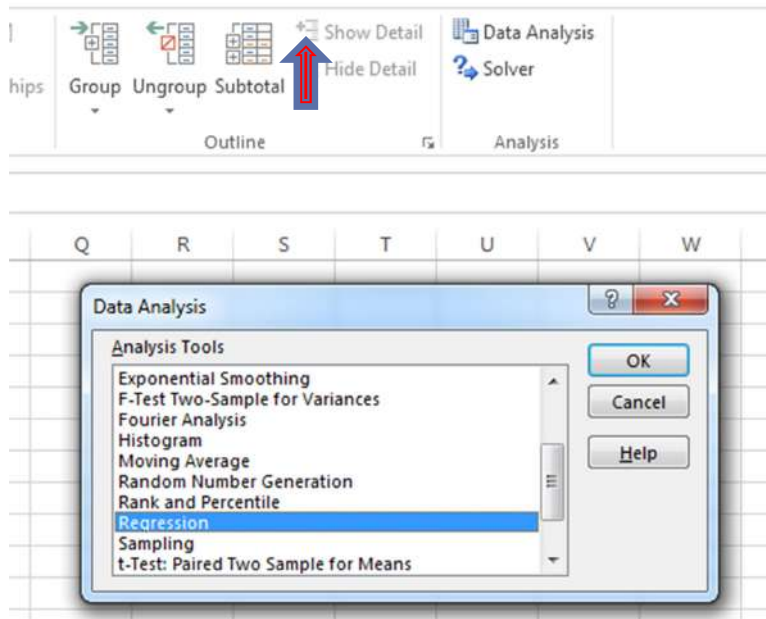 Show Detail
Data Analysis
hips
Group
Ungroup
Subtotal
Hide Detail
Solver
Outline
Analysis
Q R S T U V W
Data Analysis
Analysis Tools
Exponential Smoothing
F-Test Two-Sample for Variances
Fourier Analysis
Histogram
Moving Average
Random Number Generation
Rank and Percentile
Regression
Sampling
t-Test: Paired Two Sample for Means
OK
Cancel
Help